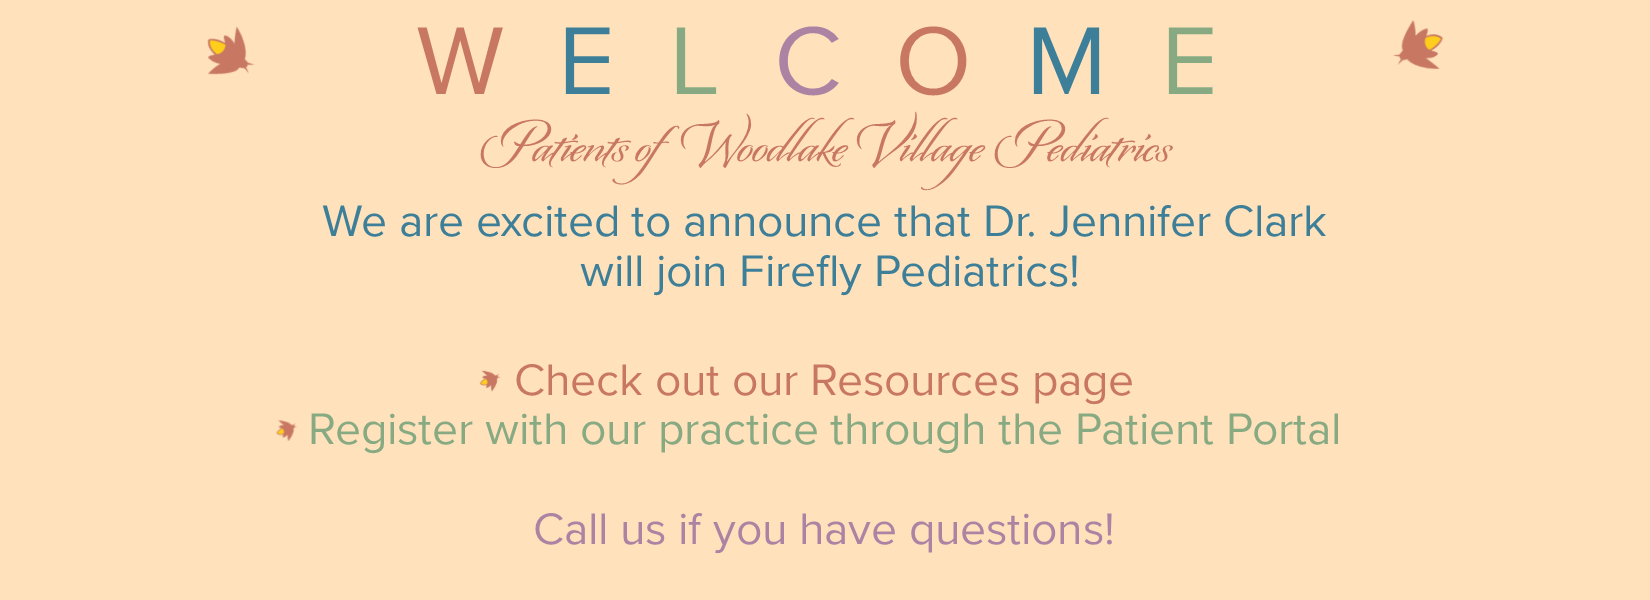 WELCOME
Patients of Woodlake Village Pediatrics
We are excited to announce that Dr. Jennifer Clark
will join Firefly Pediatrics!
Check out our Resources page
Register with our practice through the Patient Portal
Call us if you have questions!